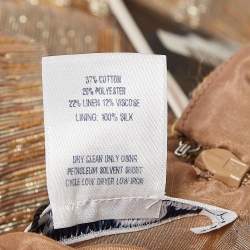 37% COTTON
29% POLYESTER
22% LINEN 12% VISCOSE
LINING: 100% SILK
DRY CLEAN ONLY USING
PETROLEUM SOLVENT SHORT
CYCLE LOW DRYER LOW IRON